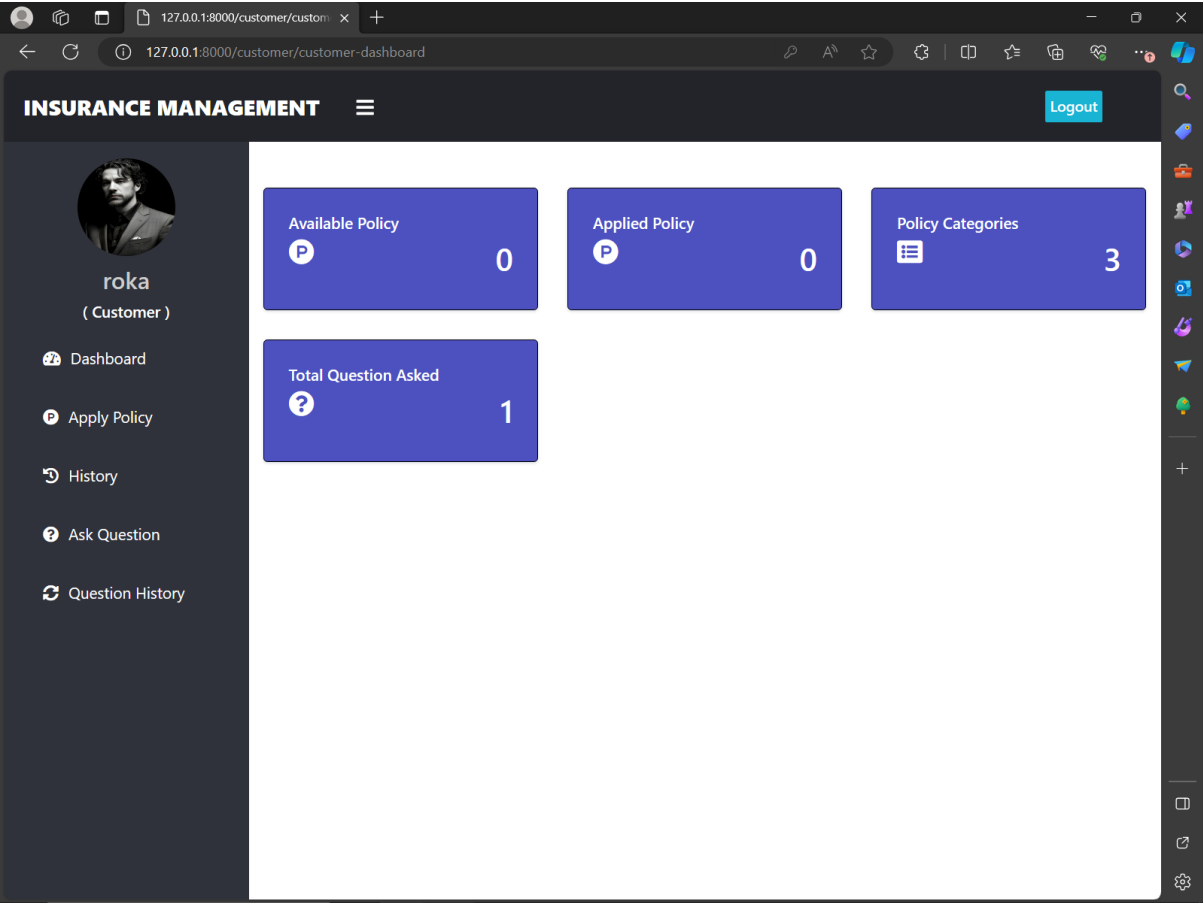 127.0.0.1:8000/customer/custom
127.0.0.1:8000/customer/customer-dashboard
INSURANCE MANAGEMENT
Logout
roka
( Customer )
Dashboard
Apply Policy
History
Ask Question
Question History
Available Policy
0
Applied Policy
0
Policy Categories
3
Total Question Asked
1